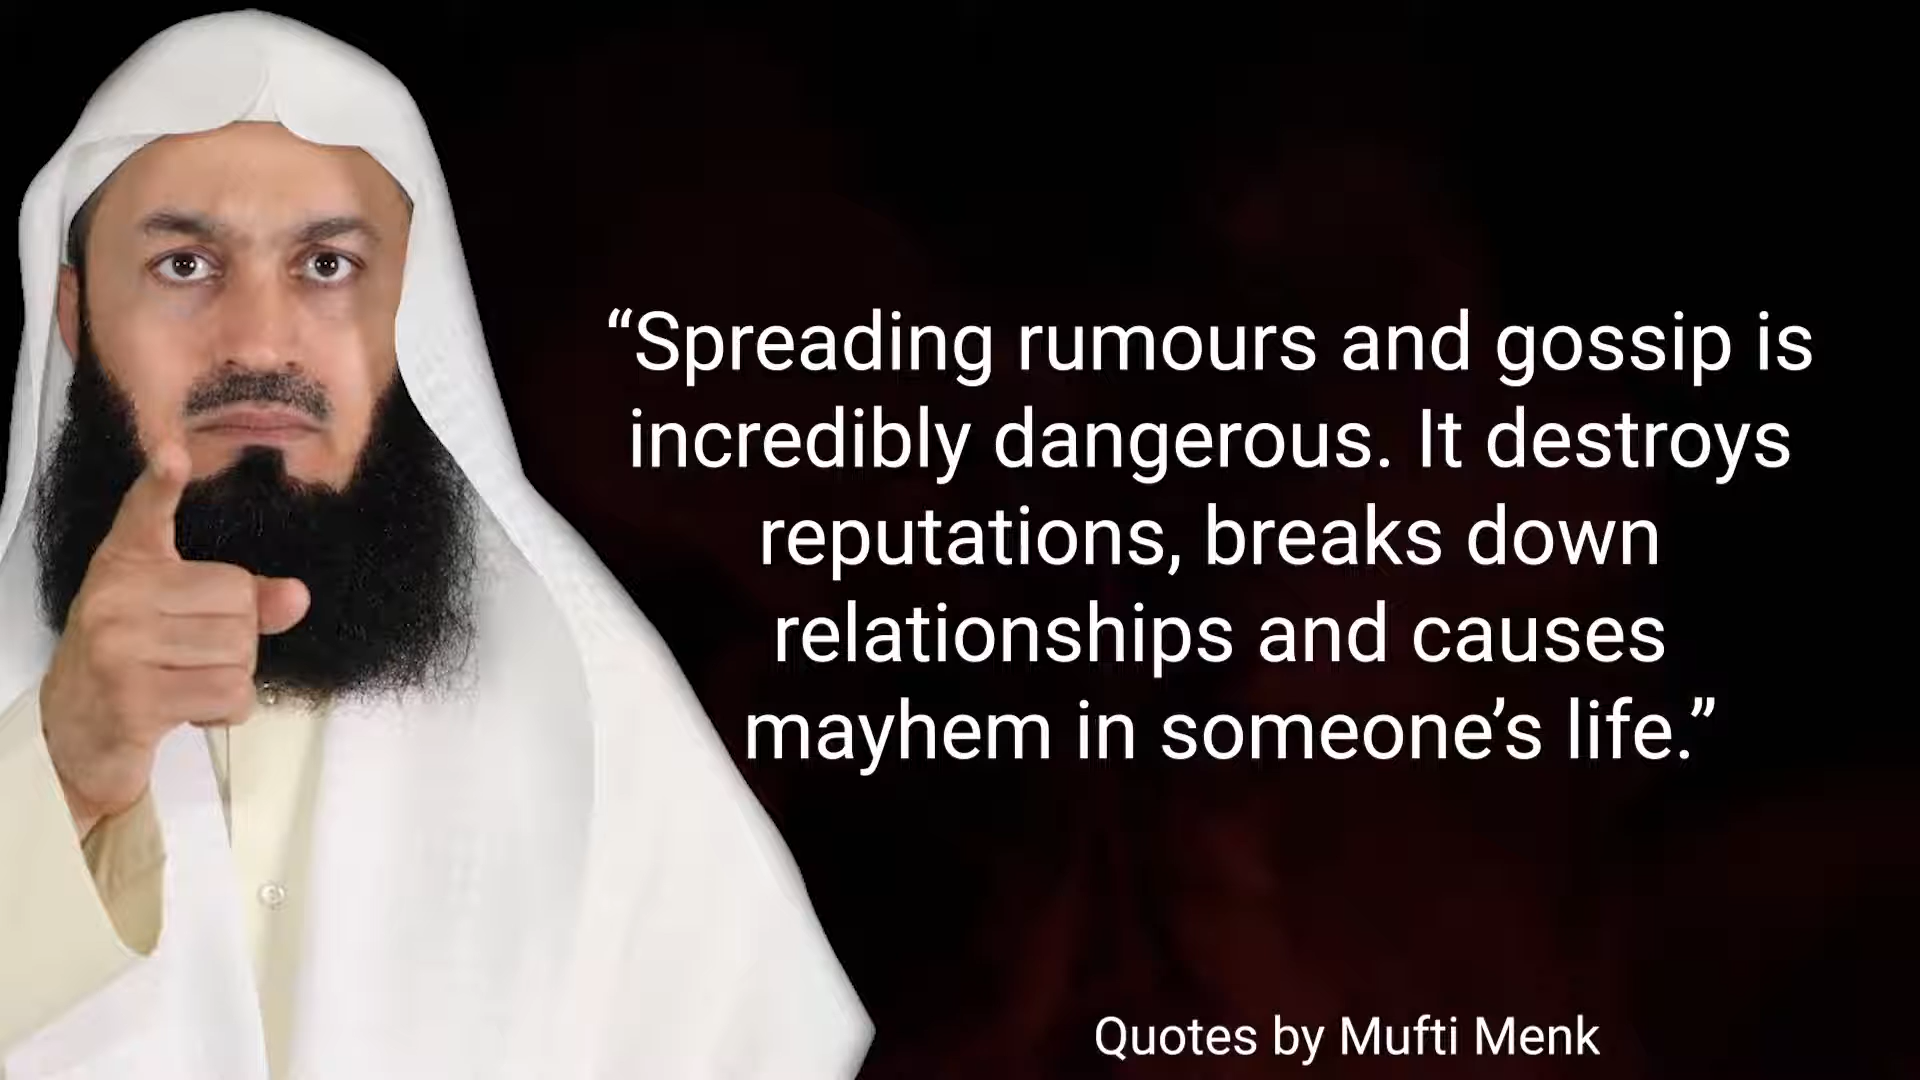 “Spreading rumours and gossip is
incredibly dangerous. It destroys
reputations, breaks down
relationships and causes
mayhem in someone’s life.”
Quotes by Mufti Menk